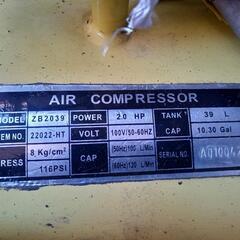 AIR COMPRESSOR
MODEL ZB2039 POWER 2.0 HP TANK 39 L
ITEM NO. 22022-HT VOLT 100V/50-60HZ CAP 10.30 Gal
PRESS 8 Kg/cm² 116PSI CAP (50Hz)100 L/Min (60Hz)120 L/Min SERIAL NO.